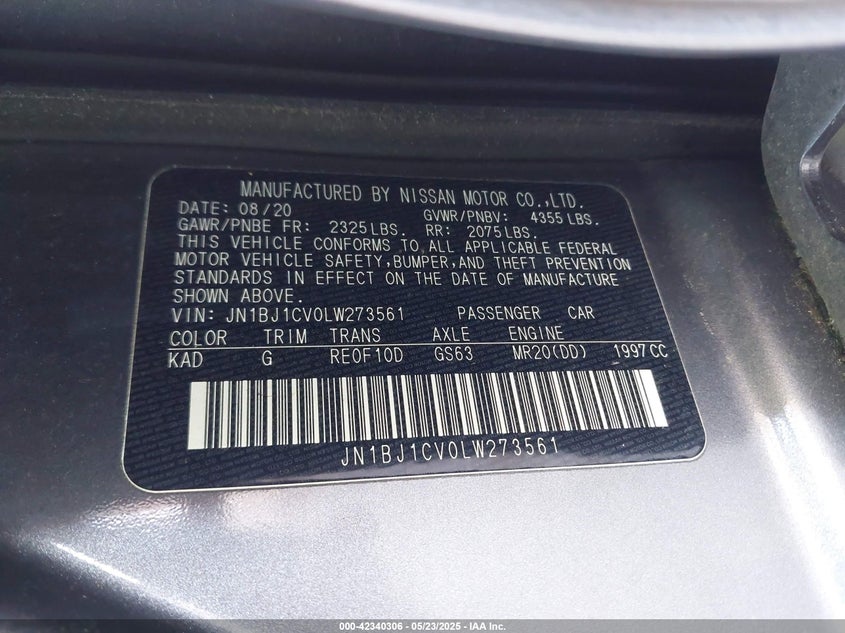 MANUFACTURED BY NISSAN MOTOR CO.,LTD.
DATE: 08/20 GVWR/PNBV: 4355 LBS.
GAWR/PNBE FR: 2325 LBS. RR: 2075 LBS.
THIS VEHICLE CONFORMS TO ALL APPLICABLE FEDERAL
MOTOR VEHICLE SAFETY, BUMPER, AND THEFT PREVENTION
STANDARDS IN EFFECT ON THE DATE OF MANUFACTURE
SHOWN ABOVE.
VIN: JN1BJ1CV0LW273561 PASSENGER CAR
COLOR TRIM TRANS AXLE ENGINE
KAD G RE0F10D GS63 MR20(DD) 1997CC
JN1BJ1CV0LW273561
000-42340306 - 05/23/2025 - IAA Inc.